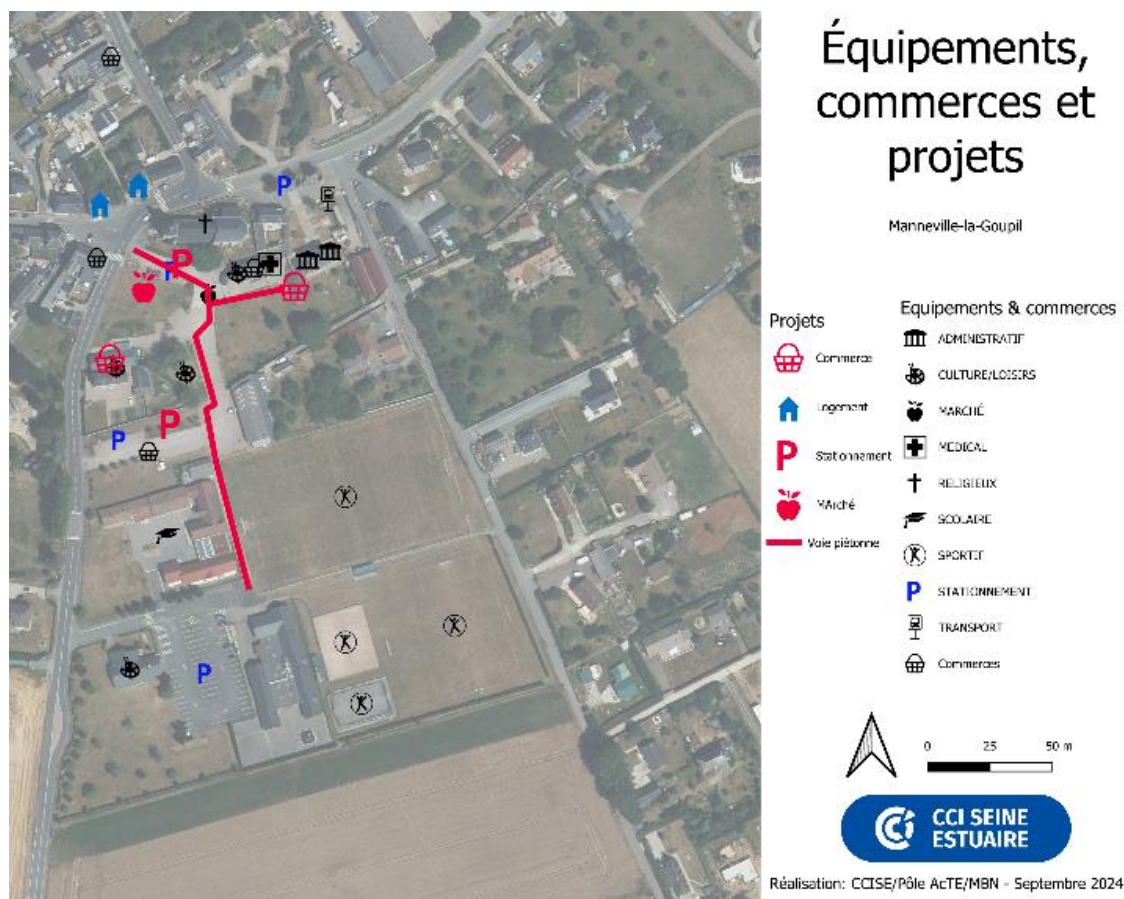 Équipements,
commerces et
projets
Manneville-la-Goupil
Projets
Commerce
Logement
P Stationnement
MArché
Voie piétonne
Equipements & commerces
ADMINISTRATIF
CULTURE/LOISIRS
MARCHÉ
MEDICAL
RELIGIEUX
SCOLAIRE
SPORTIF
P STATIONNEMENT
TRANSPORT
Commerces
P
P
P
P
P
P
0 25 50 m
CCI SEINE
ESTUAIRE
Réalisation: CCISE/Pôle AcTE/MBN - Septembre 2024